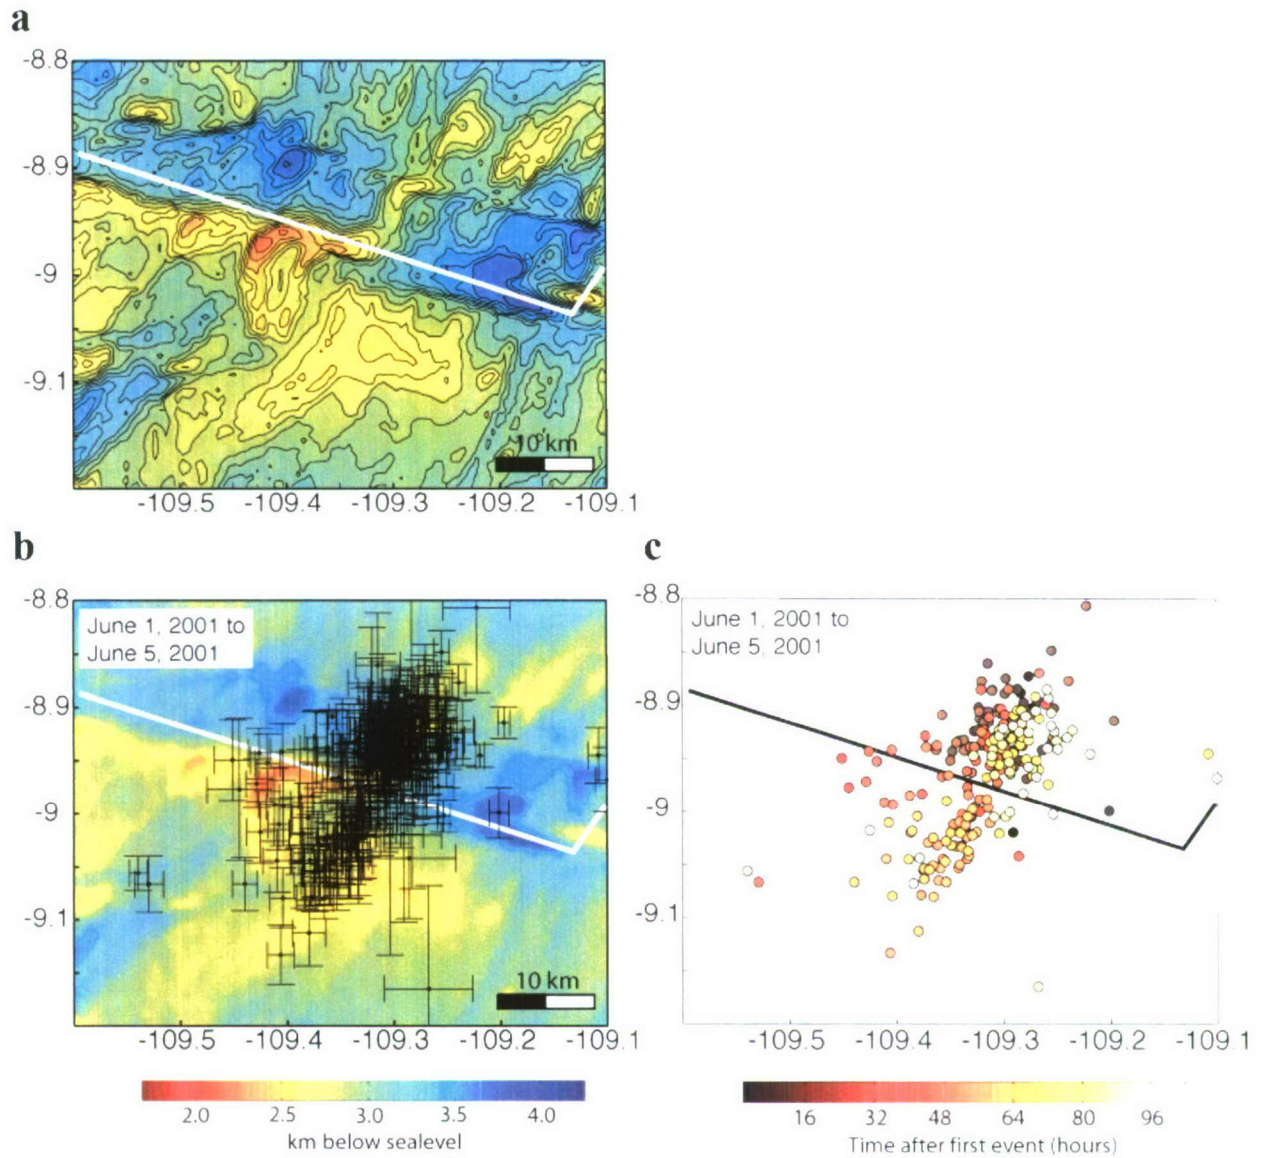 a
-8.8
-8.9
-9
-9.1
10 km
-109.5 -109.4 -109.3 -109.2 -109.1
b
-8.8
June 1, 2001 to
June 5, 2001
-8.9
-9
-9.1
10 km
-109.5 -109.4 -109.3 -109.2 -109.1
2.0 2.5 3.0 3.5 4.0
km below sealevel
c
-8.8
June 1, 2001 to
June 5, 2001
-8.9
-9
-9.1
-109.5 -109.4 -109.3 -109.2 -109.1
16 32 48 64 80 96
Time after first event (hours)